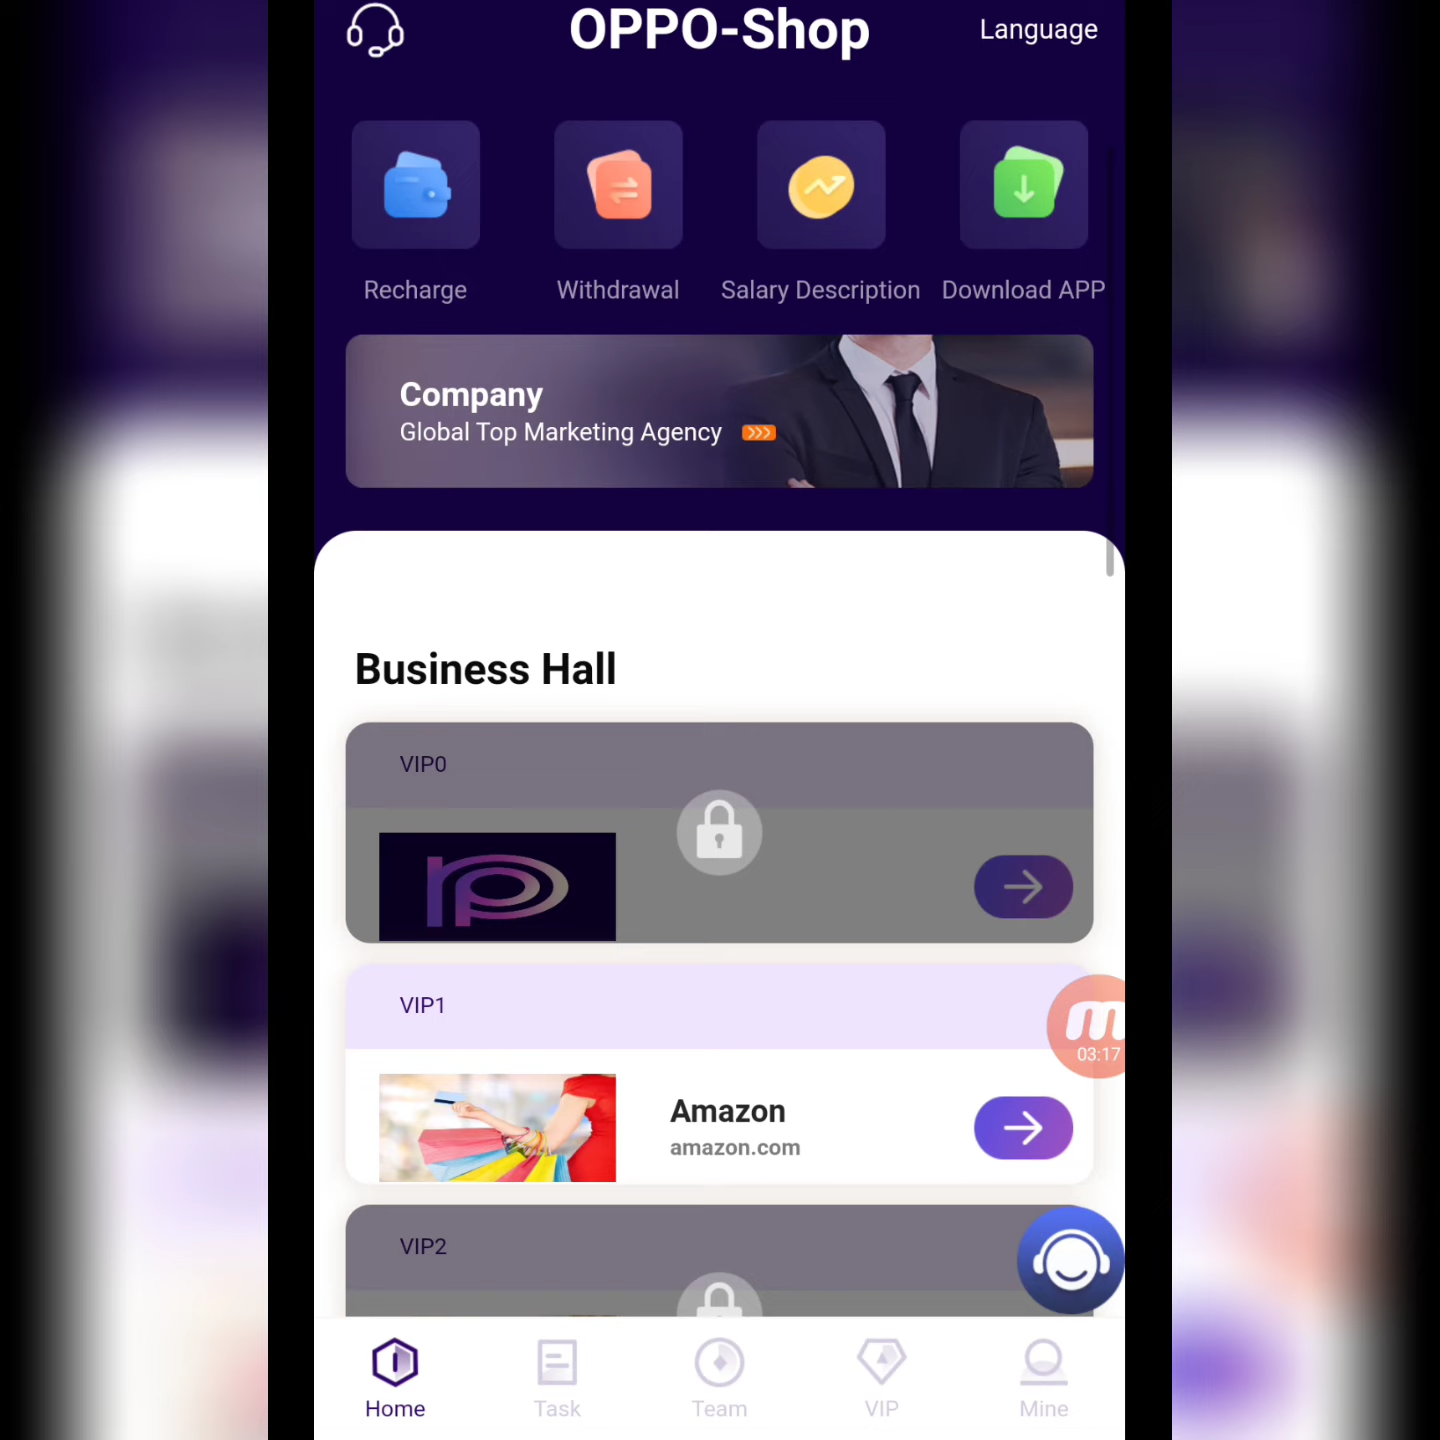 OPPO-Shop
Language
Recharge
Withdrawal
Salary Description
Download APP
Company
Global Top Marketing Agency
Business Hall
VIP0
VIP1
03:17
Amazon
amazon.com
VIP2
Home
Task
Team
VIP
Mine